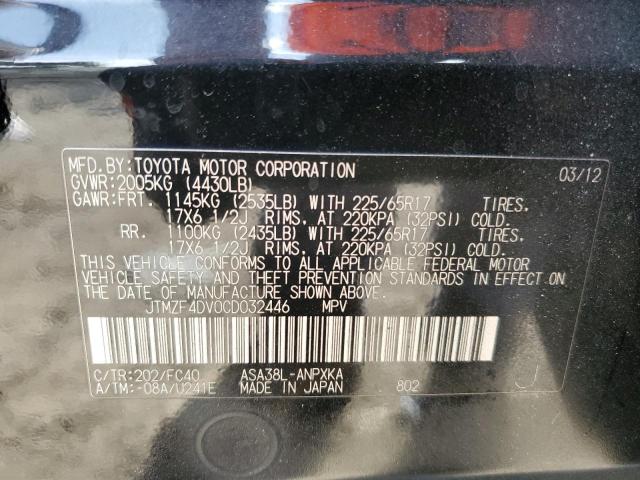 MFD.BY:TOYOTA MOTOR CORPORATION 03/12
GVWR:2005KG (4430LB)
GAWR:FRT. 1145KG (2535LB) WITH 225/65R17 TIRES.
17X6 1/2J RIMS. AT 220KPA (32PSI) COLD.
RR. 1100KG (2435LB) WITH 225/65R17 TIRES.
17X6 1/2J RIMS. AT 220KPA (32PSI) COLD.
THIS VEHICLE CONFORMS TO ALL APPLICABLE FEDERAL MOTOR
VEHICLE SAFETY AND THEFT PREVENTION STANDARDS IN EFFECT ON
THE DATE OF MANUFACTURE SHOWN ABOVE.
JTMZF4DV0CD032446 MPV
C/TR:202/FC40 ASA38L-ANPXKA
A/TM:-08A/U241E MADE IN JAPAN 802 J